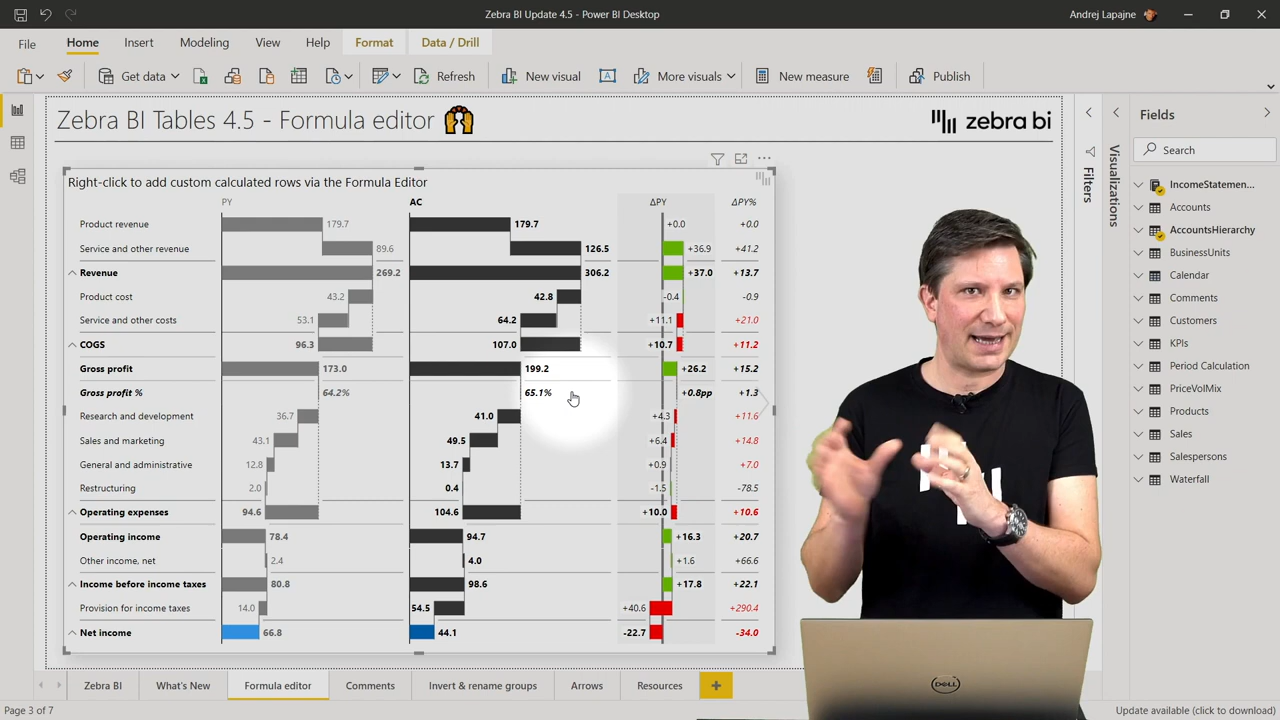 Zebra BI Update 4.5 - Power BI Desktop
Andrej Lapajne
File Home Insert Modeling View Help Format Data / Drill
Get data Refresh New visual More visuals New measure Publish
Zebra BI Tables 4.5 - Formula editor
zebra bi
Right-click to add custom calculated rows via the Formula Editor
PY AC ΔPY ΔPY%
Product revenue 179.7 179.7 +0.0 +0.0
Service and other revenue 89.6 126.5 +36.9 +41.2
Revenue 269.2 306.2 +37.0 +13.7
Product cost 43.2 42.8 -0.4 -0.9
Service and other costs 53.1 64.2 +11.1 +21.0
COGS 96.3 107.0 +10.7 +11.2
Gross profit 173.0 199.2 +26.2 +15.2
Gross profit % 64.2% 65.1% +0.8pp +1.3
Research and development 36.7 41.0 +4.3 +11.6
Sales and marketing 43.1 49.5 +6.4 +14.8
General and administrative 12.8 13.7 +0.9 +7.0
Restructuring 2.0 0.4 -1.5 -78.5
Operating expenses 94.6 104.6 +10.0 +10.6
Operating income 78.4 94.7 +16.3 +20.7
Other income, net 2.4 4.0 +1.6 +66.6
Income before income taxes 80.8 98.6 +17.8 +22.1
Provision for income taxes 14.0 54.5 +40.6 +290.4
Net income 66.8 44.1 -22.7 -34.0
Filters
Visualizations
Fields
Search
IncomeStatemen...
Accounts
AccountsHierarchy
BusinessUnits
Calendar
Comments
Customers
KPIs
Period Calculation
PriceVolMix
Products
Sales
Salespersons
Waterfall
DELL
Zebra BI What's New Formula editor Comments Invert & rename groups Arrows Resources
Page 3 of 7
Update available (click to download)